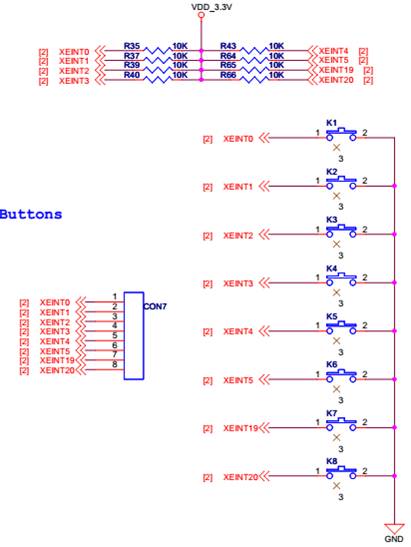 VDD_3.3V
[2] XEINT0 R35 10K R43 10K XEINT4 [2]
[2] XEINT1 R37 10K R64 10K XEINT5 [2]
[2] XEINT2 R39 10K R65 10K XEINT19 [2]
[2] XEINT3 R40 10K R66 10K XEINT20 [2]
K1
[2] XEINT0 1 2
3
K2
[2] XEINT1 1 2
3
Buttons
K3
[2] XEINT2 1 2
3
K4
[2] XEINT3 1 2
3
CON7
[2] XEINT0 1
[2] XEINT1 2
[2] XEINT2 3
[2] XEINT3 4
[2] XEINT4 5
[2] XEINT5 6
[2] XEINT19 7
[2] XEINT20 8
K5
[2] XEINT4 1 2
3
K6
[2] XEINT5 1 2
3
K7
[2] XEINT19 1 2
3
K8
[2] XEINT20 1 2
3
GND